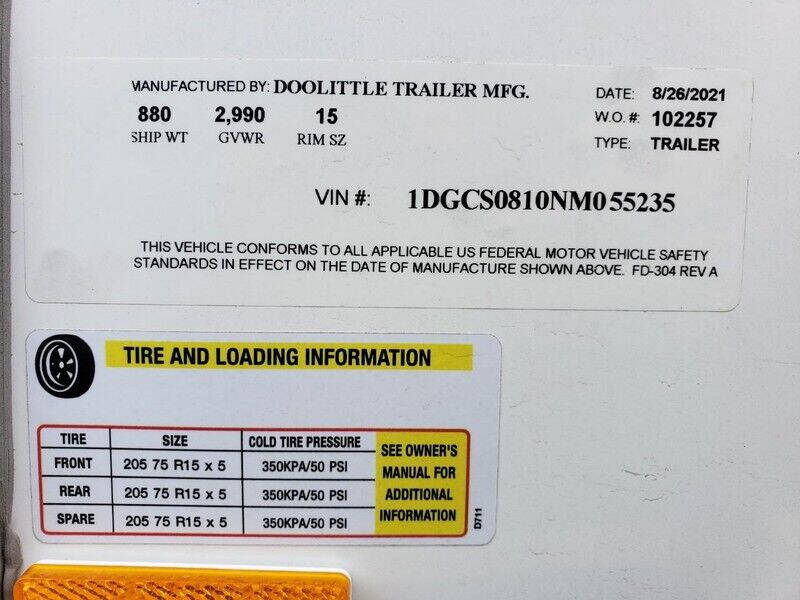 MANUFACTURED BY: DOOLITTLE TRAILER MFG. DATE: 8/26/2021
880 2,990 15 W.O. #: 102257
SHIP WT GVWR RIM SZ TYPE: TRAILER
VIN #: 1DGCS0810NM055235
THIS VEHICLE CONFORMS TO ALL APPLICABLE US FEDERAL MOTOR VEHICLE SAFETY
STANDARDS IN EFFECT ON THE DATE OF MANUFACTURE SHOWN ABOVE. FD-304 REV A
TIRE AND LOADING INFORMATION
TIRE SIZE COLD TIRE PRESSURE
FRONT 205 75 R15 x 5 350KPA/50 PSI
REAR 205 75 R15 x 5 350KPA/50 PSI
SPARE 205 75 R15 x 5 350KPA/50 PSI
SEE OWNER'S
MANUAL FOR
ADDITIONAL
INFORMATION
D711